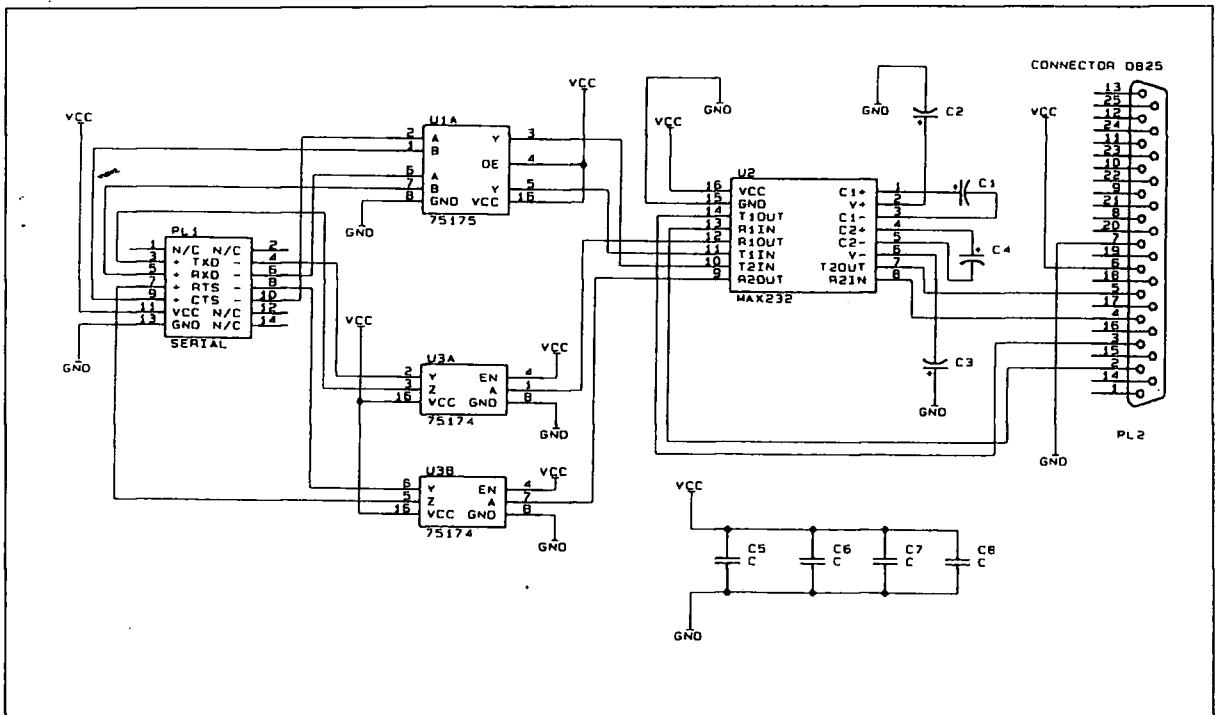 CONNECTOR DB25
VCC
VCC
GND
GND
C2
VCC
VCC
U1A
2 A Y 3
1 B
OE 4
6 A
7 B Y 5
8 GND VCC 16
75175
GND
U2
16 VCC C1+ 1
15 GND V+ 2
14 T1OUT C1- 3
13 R1IN C2+ 4
12 R1OUT C2- 5
11 T1IN V- 6
10 T2IN T2OUT 7
9 R2OUT R2IN 8
MAX232
C1
C4
C3
GND
PL1
1 N/C N/C 2
3 + TXD - 4
5 + RXD - 6
7 + RTS - 8
9 + CTS - 10
11 VCC N/C 12
13 GND N/C 14
SERIAL
GND
VCC
VCC
U3A
2 Y EN 4
3 Z A 1
16 VCC GND 8
75174
GND
VCC
U3B
6 Y EN 4
5 Z A 7
16 VCC GND 8
75174
GND
13
25
12
24
11
23
10
22
9
21
8
20
7
19
6
18
5
17
4
16
3
15
2
14
1
PL2
GND
VCC
C5
C
C6
C
C7
C
C8
C
GND